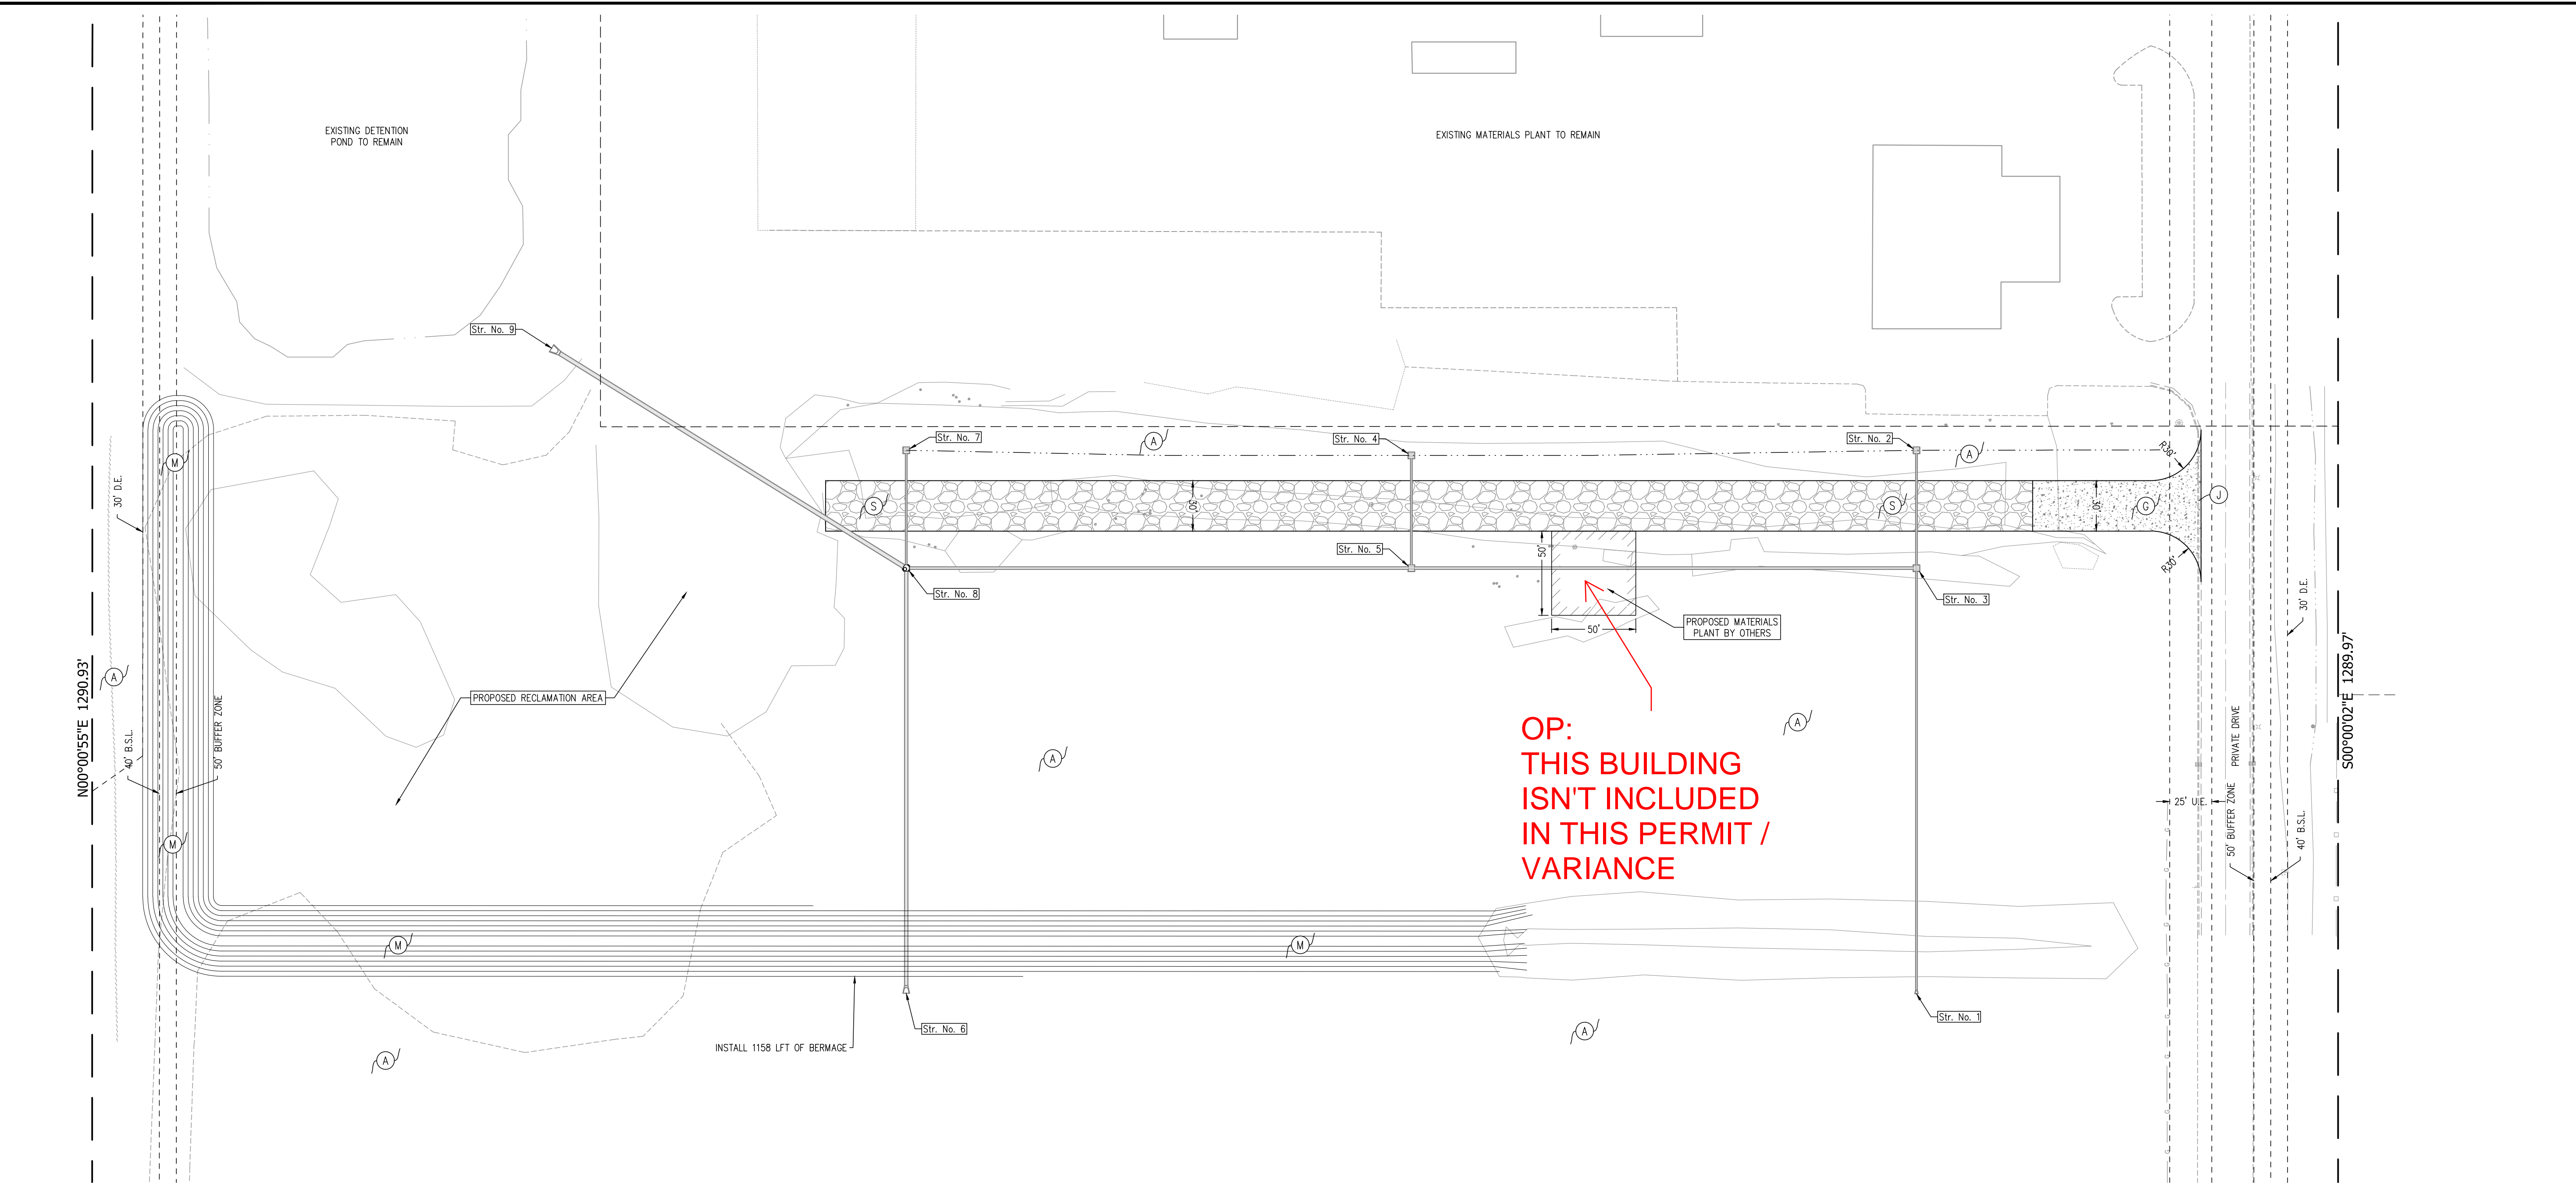 EXISTING DETENTION
POND TO REMAIN
EXISTING MATERIALS PLANT TO REMAIN
Str. No. 9
Str. No. 7
A
Str. No. 4
Str. No. 2
A
R30'
M
30' D.E.
S
30'
S
30'
G
J
Str. No. 5
50'
R30'
Str. No. 8
Str. No. 3
30' D.E.
PROPOSED MATERIALS
PLANT BY OTHERS
50'
A
N00°00'55"E 1290.93'
PROPOSED RECLAMATION AREA
S00°00'02"E 1289.97'
40' B.S.L.
50' BUFFER ZONE
A
A
OP:
THIS BUILDING
ISN'T INCLUDED
IN THIS PERMIT /
VARIANCE
PRIVATE DRIVE
25' U.E.
50' BUFFER ZONE
40' B.S.L.
M
M
M
Str. No. 1
Str. No. 6
A
INSTALL 1158 LFT OF BERMAGE
A
G
G
G
G
G
G
G